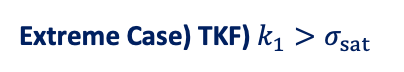 Extreme Case) TKF) k₁ > σ_sat